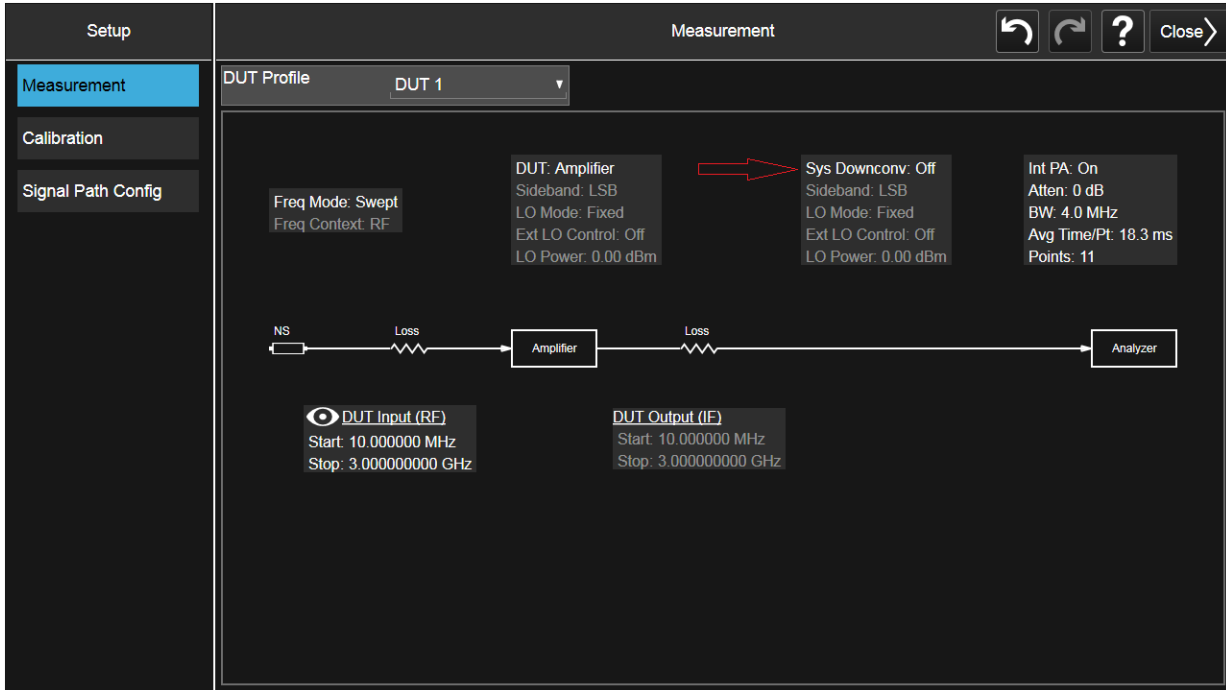 Setup
Measurement
?
Close
Measurement
Calibration
Signal Path Config
DUT Profile
DUT 1
Freq Mode: Swept
Freq Context: RF
DUT: Amplifier
Sideband: LSB
LO Mode: Fixed
Ext LO Control: Off
LO Power: 0.00 dBm
Sys Downconv: Off
Sideband: LSB
LO Mode: Fixed
Ext LO Control: Off
LO Power: 0.00 dBm
Int PA: On
Atten: 0 dB
BW: 4.0 MHz
Avg Time/Pt: 18.3 ms
Points: 11
NS
Loss
Amplifier
Loss
Analyzer
DUT Input (RF)
Start: 10.000000 MHz
Stop: 3.000000000 GHz
DUT Output (IF)
Start: 10.000000 MHz
Stop: 3.000000000 GHz